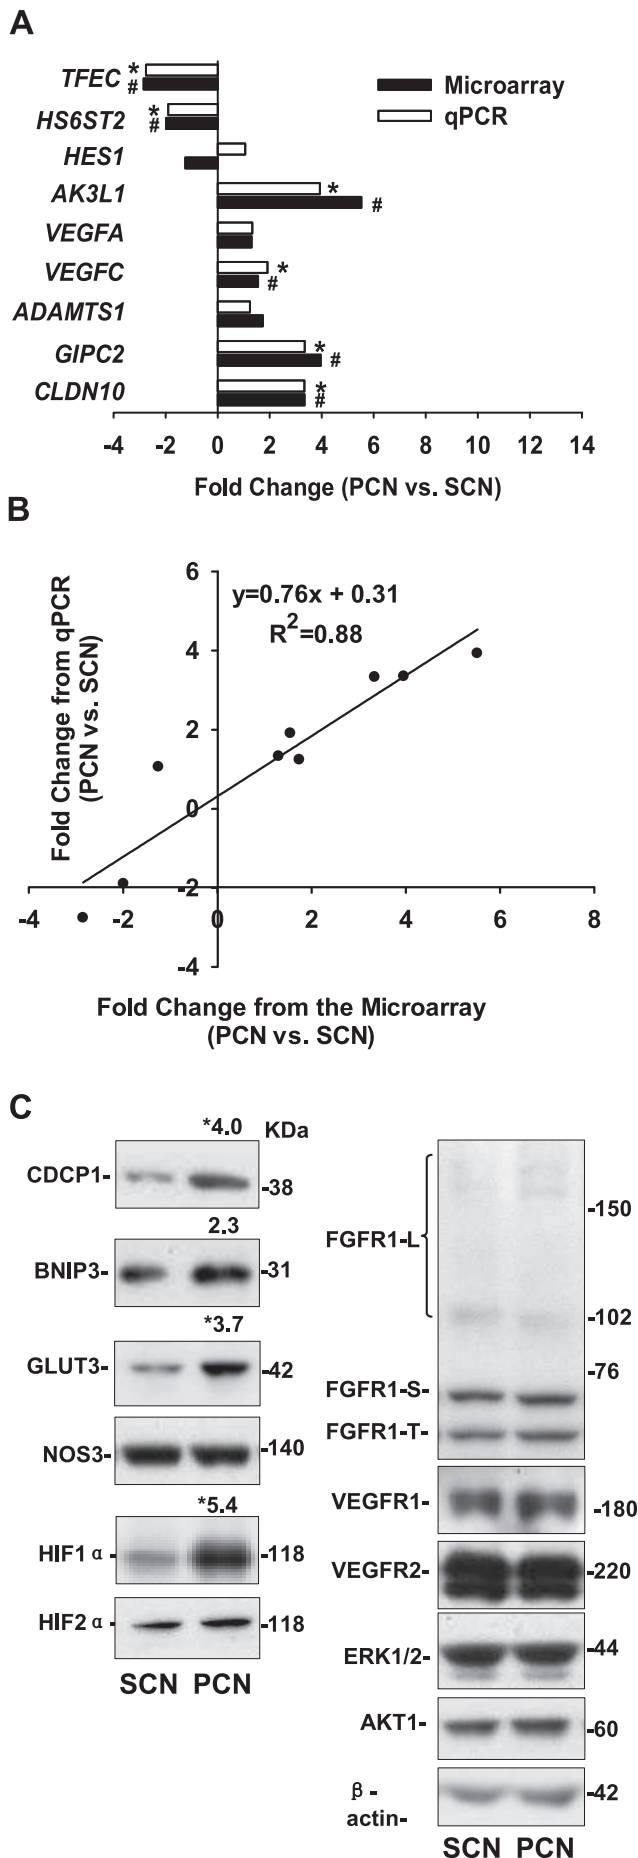 A
TFEC
*
#
HS6ST2
*
#
HES1
AK3L1
*
#
VEGFA
VEGFC
*
#
ADAMTS1
GIPC2
*
#
CLDN10
*
#
Microarray
qPCR
-4 -2 0 2 4 6 8 10 12 14
Fold Change (PCN vs. SCN)
B
Fold Change from qPCR
(PCN vs. SCN)
y=0.76x + 0.31
R2=0.88
6
4
2
0
-2
-4
-4 -2 0 2 4 6 8
Fold Change from the Microarray
(PCN vs. SCN)
C
*4.0 KDa
CDCP1- -38
2.3
BNIP3- -31
*3.7
GLUT3- -42
NOS3- -140
*5.4
HIF1 α - -118
HIF2 α - -118
SCN PCN
-150
FGFR1-L
-102
-76
FGFR1-S-
FGFR1-T-
VEGFR1- -180
VEGFR2- -220
ERK1/2- -44
AKT1- -60
β - -42
actin-
SCN PCN